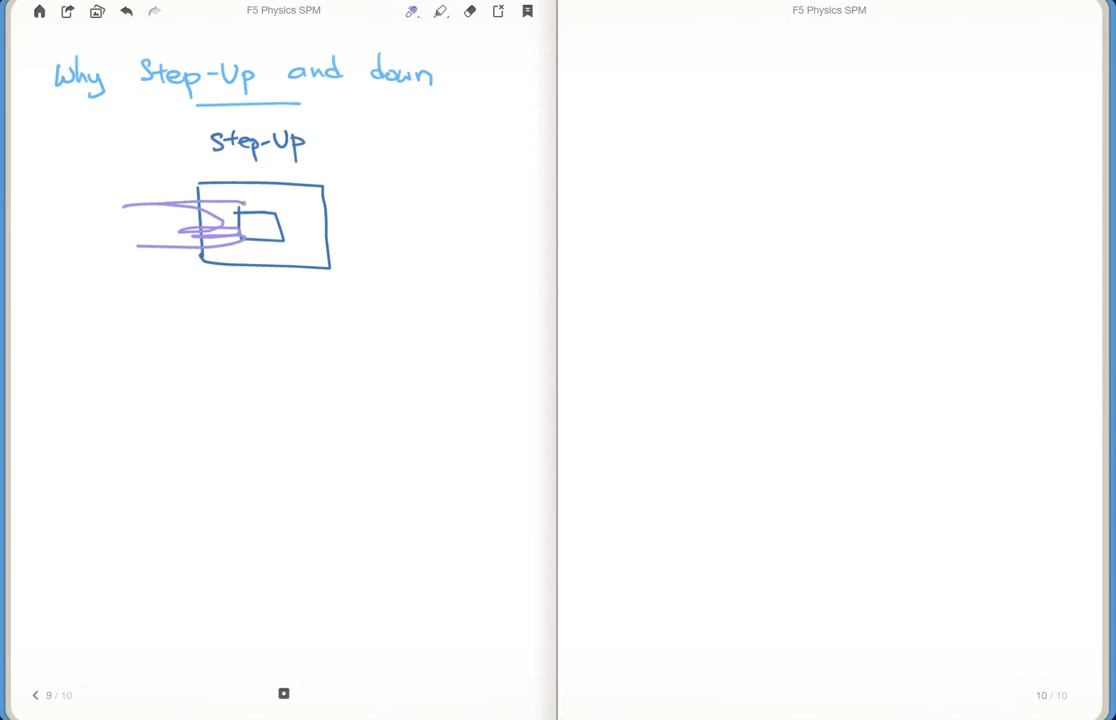 F5 Physics SPM
F5 Physics SPM
Why Step-Up and down
Step-Up
9 / 10
10 / 10